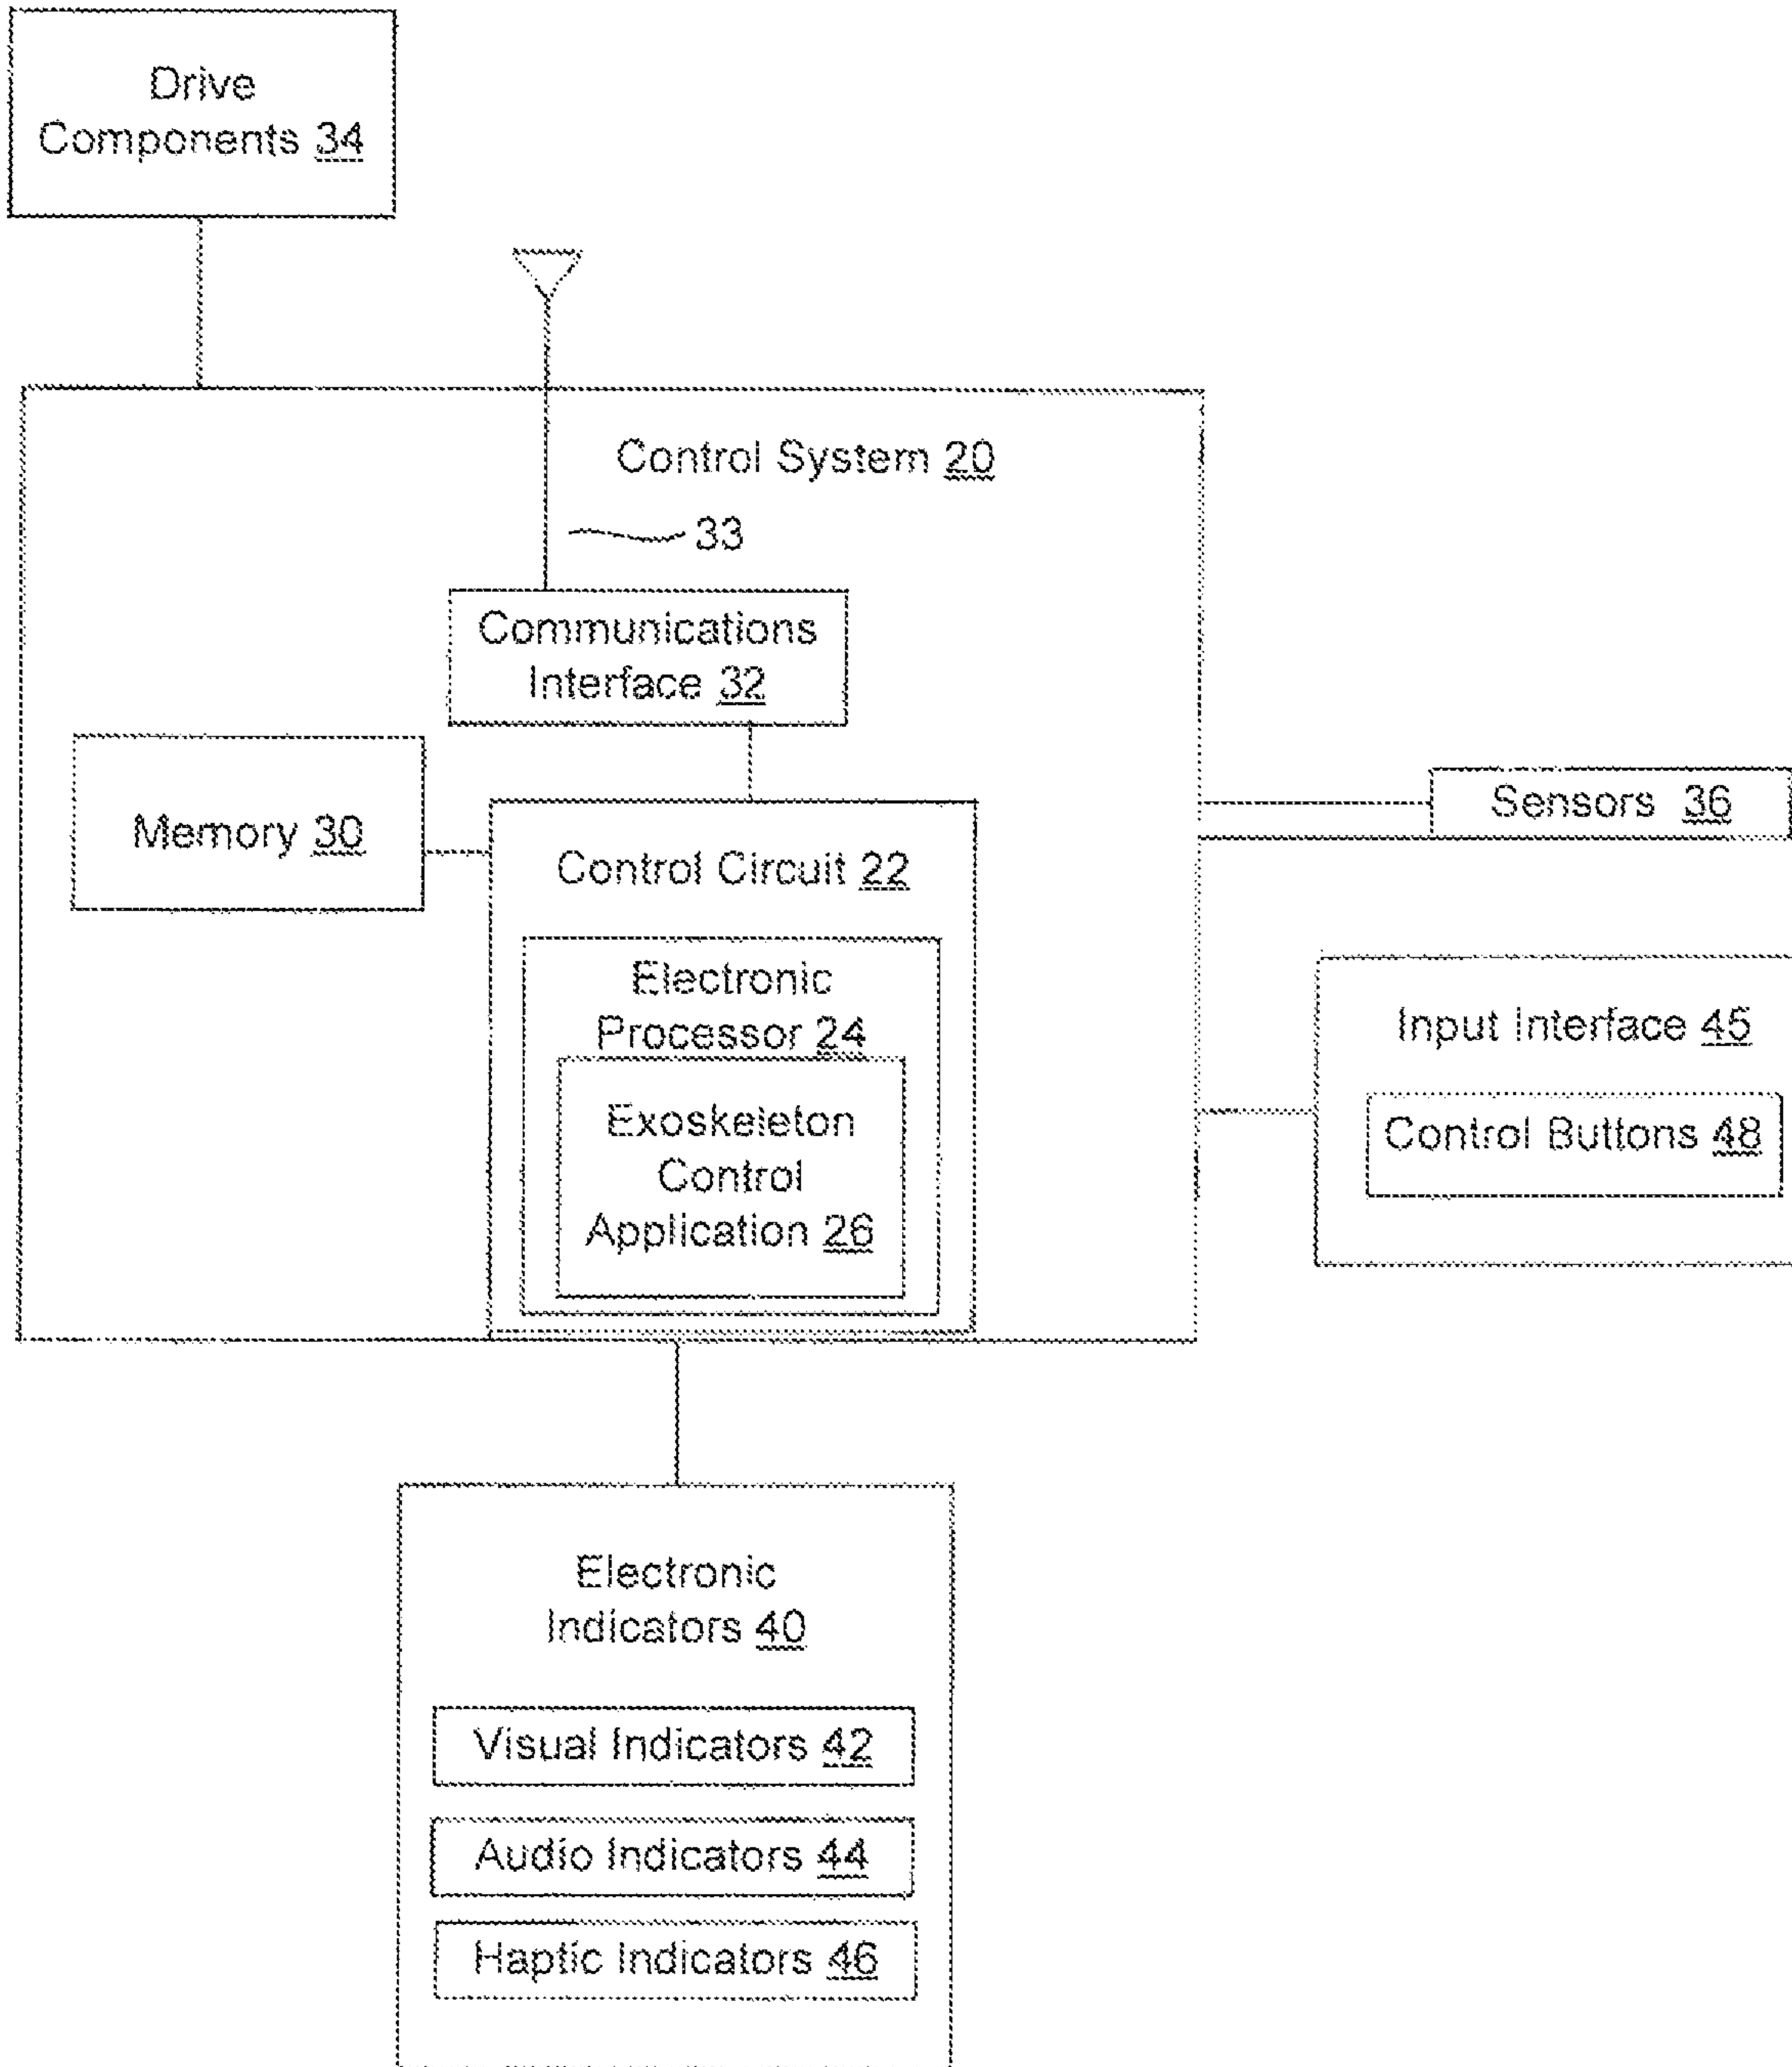 Drive
Components 34
Control System 20
33
Communications
Interface 32
Memory 30
Sensors 36
Control Circuit 22
Electronic
Processor 24
Input Interface 45
Exoskeleton
Control
Application 26
Control Buttons 48
Electronic
Indicators 40
Visual Indicators 42
Audio Indicators 44
Haptic Indicators 46